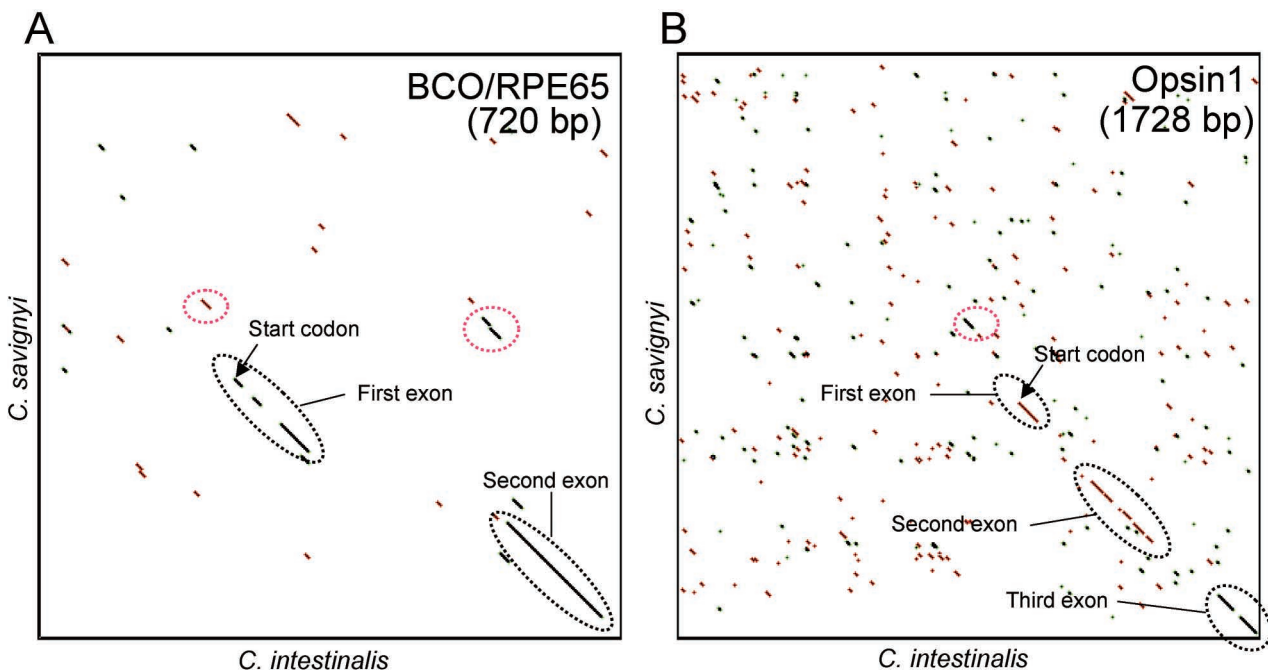 A
BCO/RPE65
(720 bp)
Start codon
First exon
Second exon
C. savignyi
C. intestinalis
B
Opsin1
(1728 bp)
Start codon
First exon
Second exon
Third exon
C. savignyi
C. intestinalis